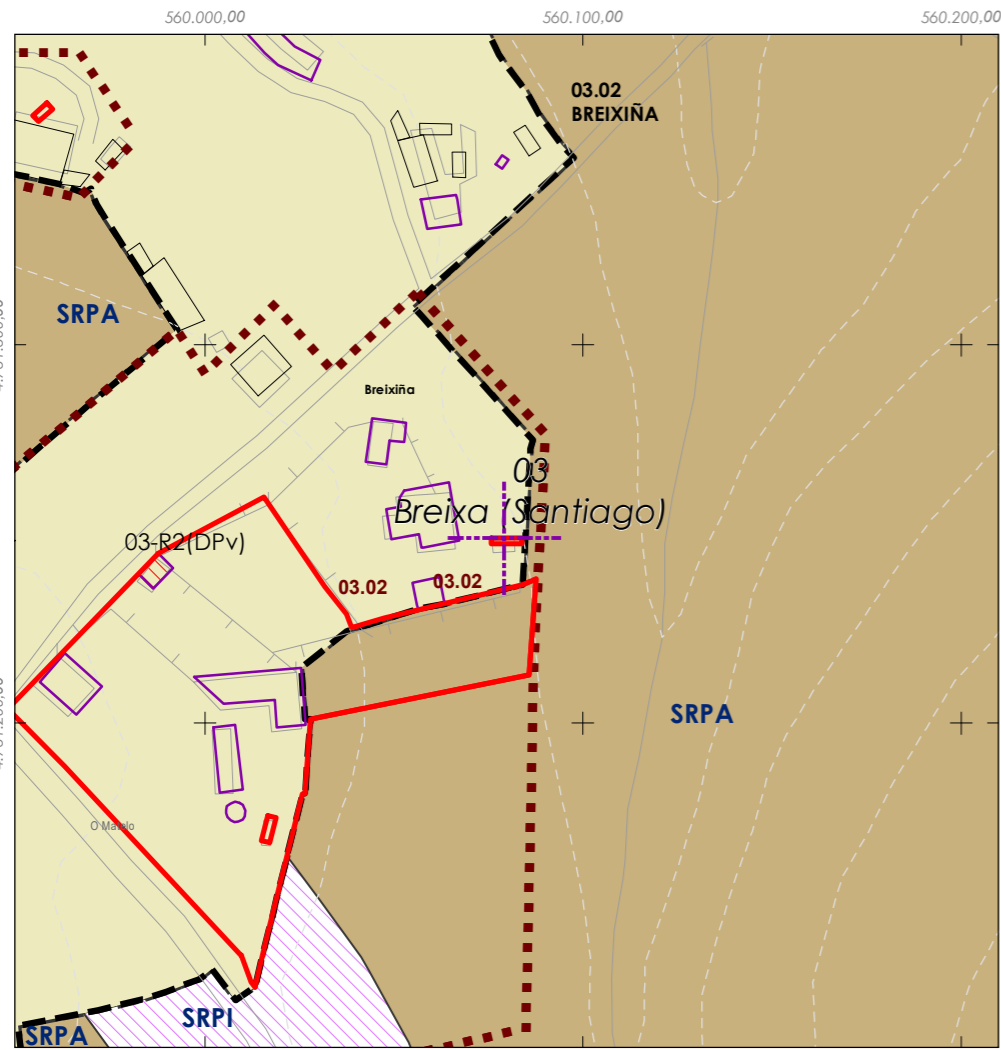 560.000,00
560.100,00
560.200,00
03.02
BREIXIÑA
SRPA
Breixiña
03
Breixa (Santiago)
03-R2(DPv)
03.02
03.02
SRPA
SRPI
SRPA